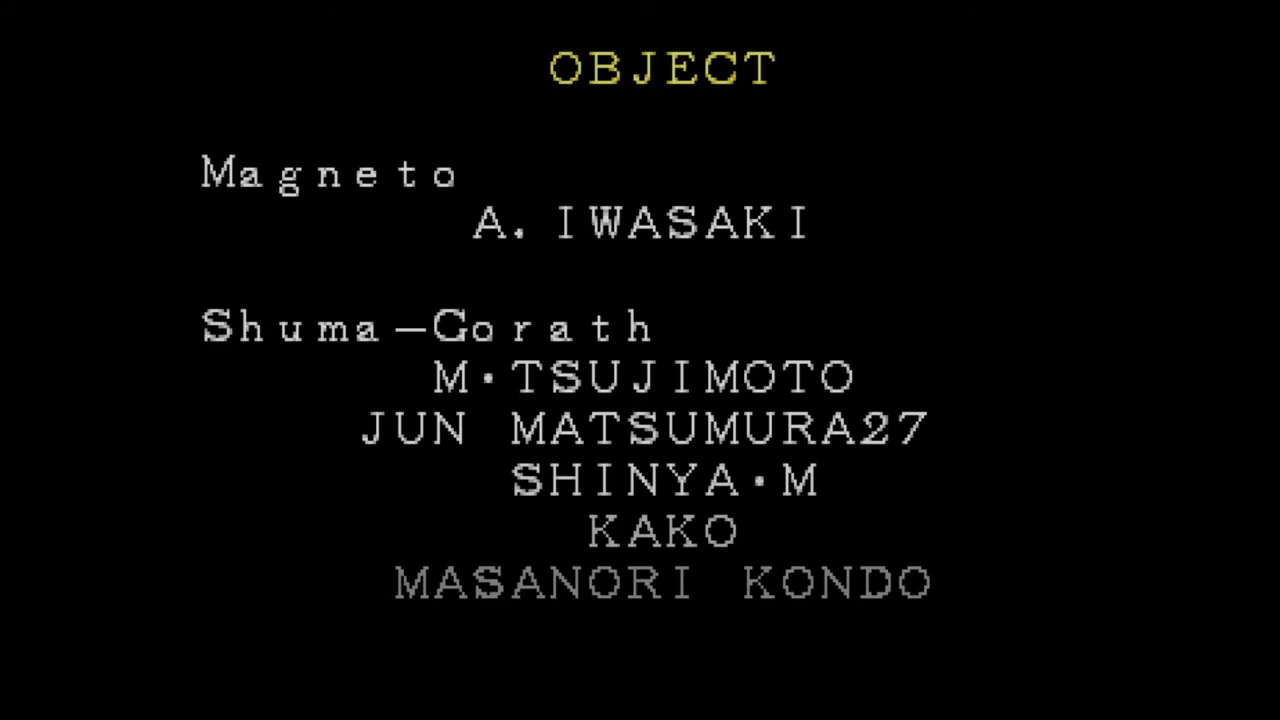 OBJECT
Magneto
A. IWASAKI
Shuma-Gorath
M·TSUJIMOTO
JUN MATSUMURA27
SHINYA·M
KAKO
MASANORI KONDO